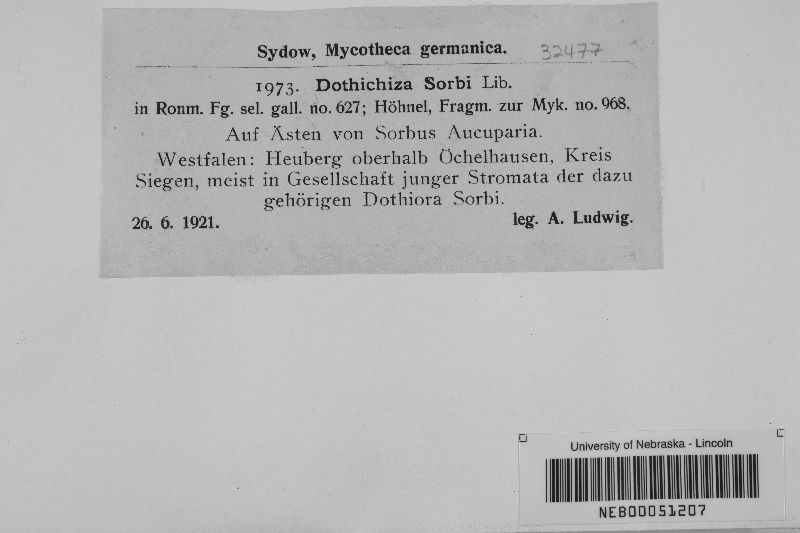 Sydow, Mycotheca germanica. 32477
1973. Dothichiza Sorbi Lib.
in Ronm. Fg. sel. gall. no. 627; Höhnel, Fragm. zur Myk. no. 968.
Auf Ästen von Sorbus Aucuparia.
Westfalen: Heuberg oberhalb Öchelhausen, Kreis
Siegen, meist in Gesellschaft junger Stromata der dazu
gehörigen Dothiora Sorbi.
26. 6. 1921. leg. A. Ludwig.
University of Nebraska - Lincoln
NEB00051207